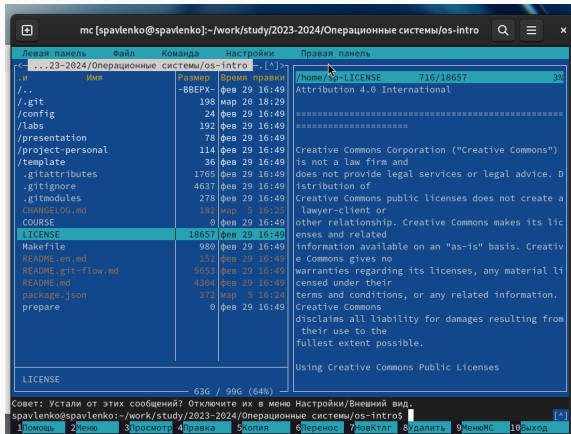 mc [spavlenko@spavlenko]:~/work/study/2023-2024/Операционные системы/os-intro
Левая панель Файл Команда Настройки Правая панель
<— ...23-2024/Операционные системы/os-intro —.[^]>
.и Имя Размер Время правки
/.. -ВВЕРХ- фев 29 16:49
/.git 198 мар 20 18:29
/config 24 фев 29 16:49
/labs 192 фев 29 16:49
/presentation 78 фев 29 16:49
/project-personal 114 фев 29 16:49
/template 36 фев 29 16:49
.gitattributes 1765 фев 29 16:49
.gitignore 4637 фев 29 16:49
.gitmodules 278 фев 29 16:49
CHANGELOG.md 182 мар 5 16:25
COURSE 0 фев 29 16:49
LICENSE 18657 фев 29 16:49
Makefile 980 фев 29 16:49
README.en.md 152 фев 29 16:49
README.git-flow.md 5653 фев 29 16:49
README.md 4304 фев 29 16:49
package.json 372 мар 5 16:24
prepare 0 фев 29 16:49
LICENSE
63G / 99G (64%)
/home/sp~LICENSE 716/18657 3%
Attribution 4.0 International
=================================================
=====================
Creative Commons Corporation ("Creative Commons")
is not a law firm and
does not provide legal services or legal advice. D
istribution of
Creative Commons public licenses does not create a
lawyer-client or
other relationship. Creative Commons makes its lic
enses and related
information available on an "as-is" basis. Creativ
e Commons gives no
warranties regarding its licenses, any material li
censed under their
terms and conditions, or any related information.
Creative Commons
disclaims all liability for damages resulting from
their use to the
fullest extent possible.
Using Creative Commons Public Licenses
Совет: Устали от этих сообщений? Отключите их в меню Настройки/Внешний вид.
spavlenko@spavlenko:~/work/study/2023-2024/Операционные системы/os-intro$ [^]
1Помощь 2Меню 3Просмотр 4Правка 5Копия 6Перенос 7НовКтлг 8Удалить 9МенюMC 10Выход